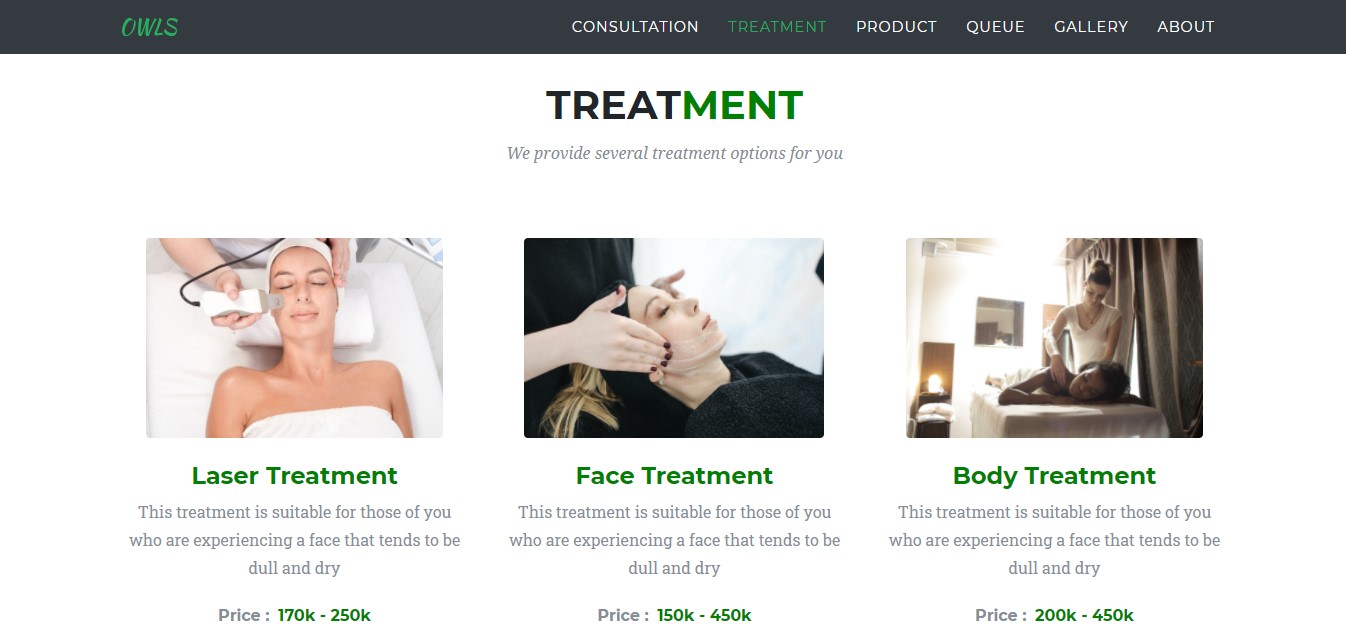 OWLS CONSULTATION TREATMENT PRODUCT QUEUE GALLERY ABOUT
TREATMENT
We provide several treatment options for you
Laser Treatment
This treatment is suitable for those of you
who are experiencing a face that tends to be
dull and dry
Price : 170k - 250k
Face Treatment
This treatment is suitable for those of you
who are experiencing a face that tends to be
dull and dry
Price : 150k - 450k
Body Treatment
This treatment is suitable for those of you
who are experiencing a face that tends to be
dull and dry
Price : 200k - 450k